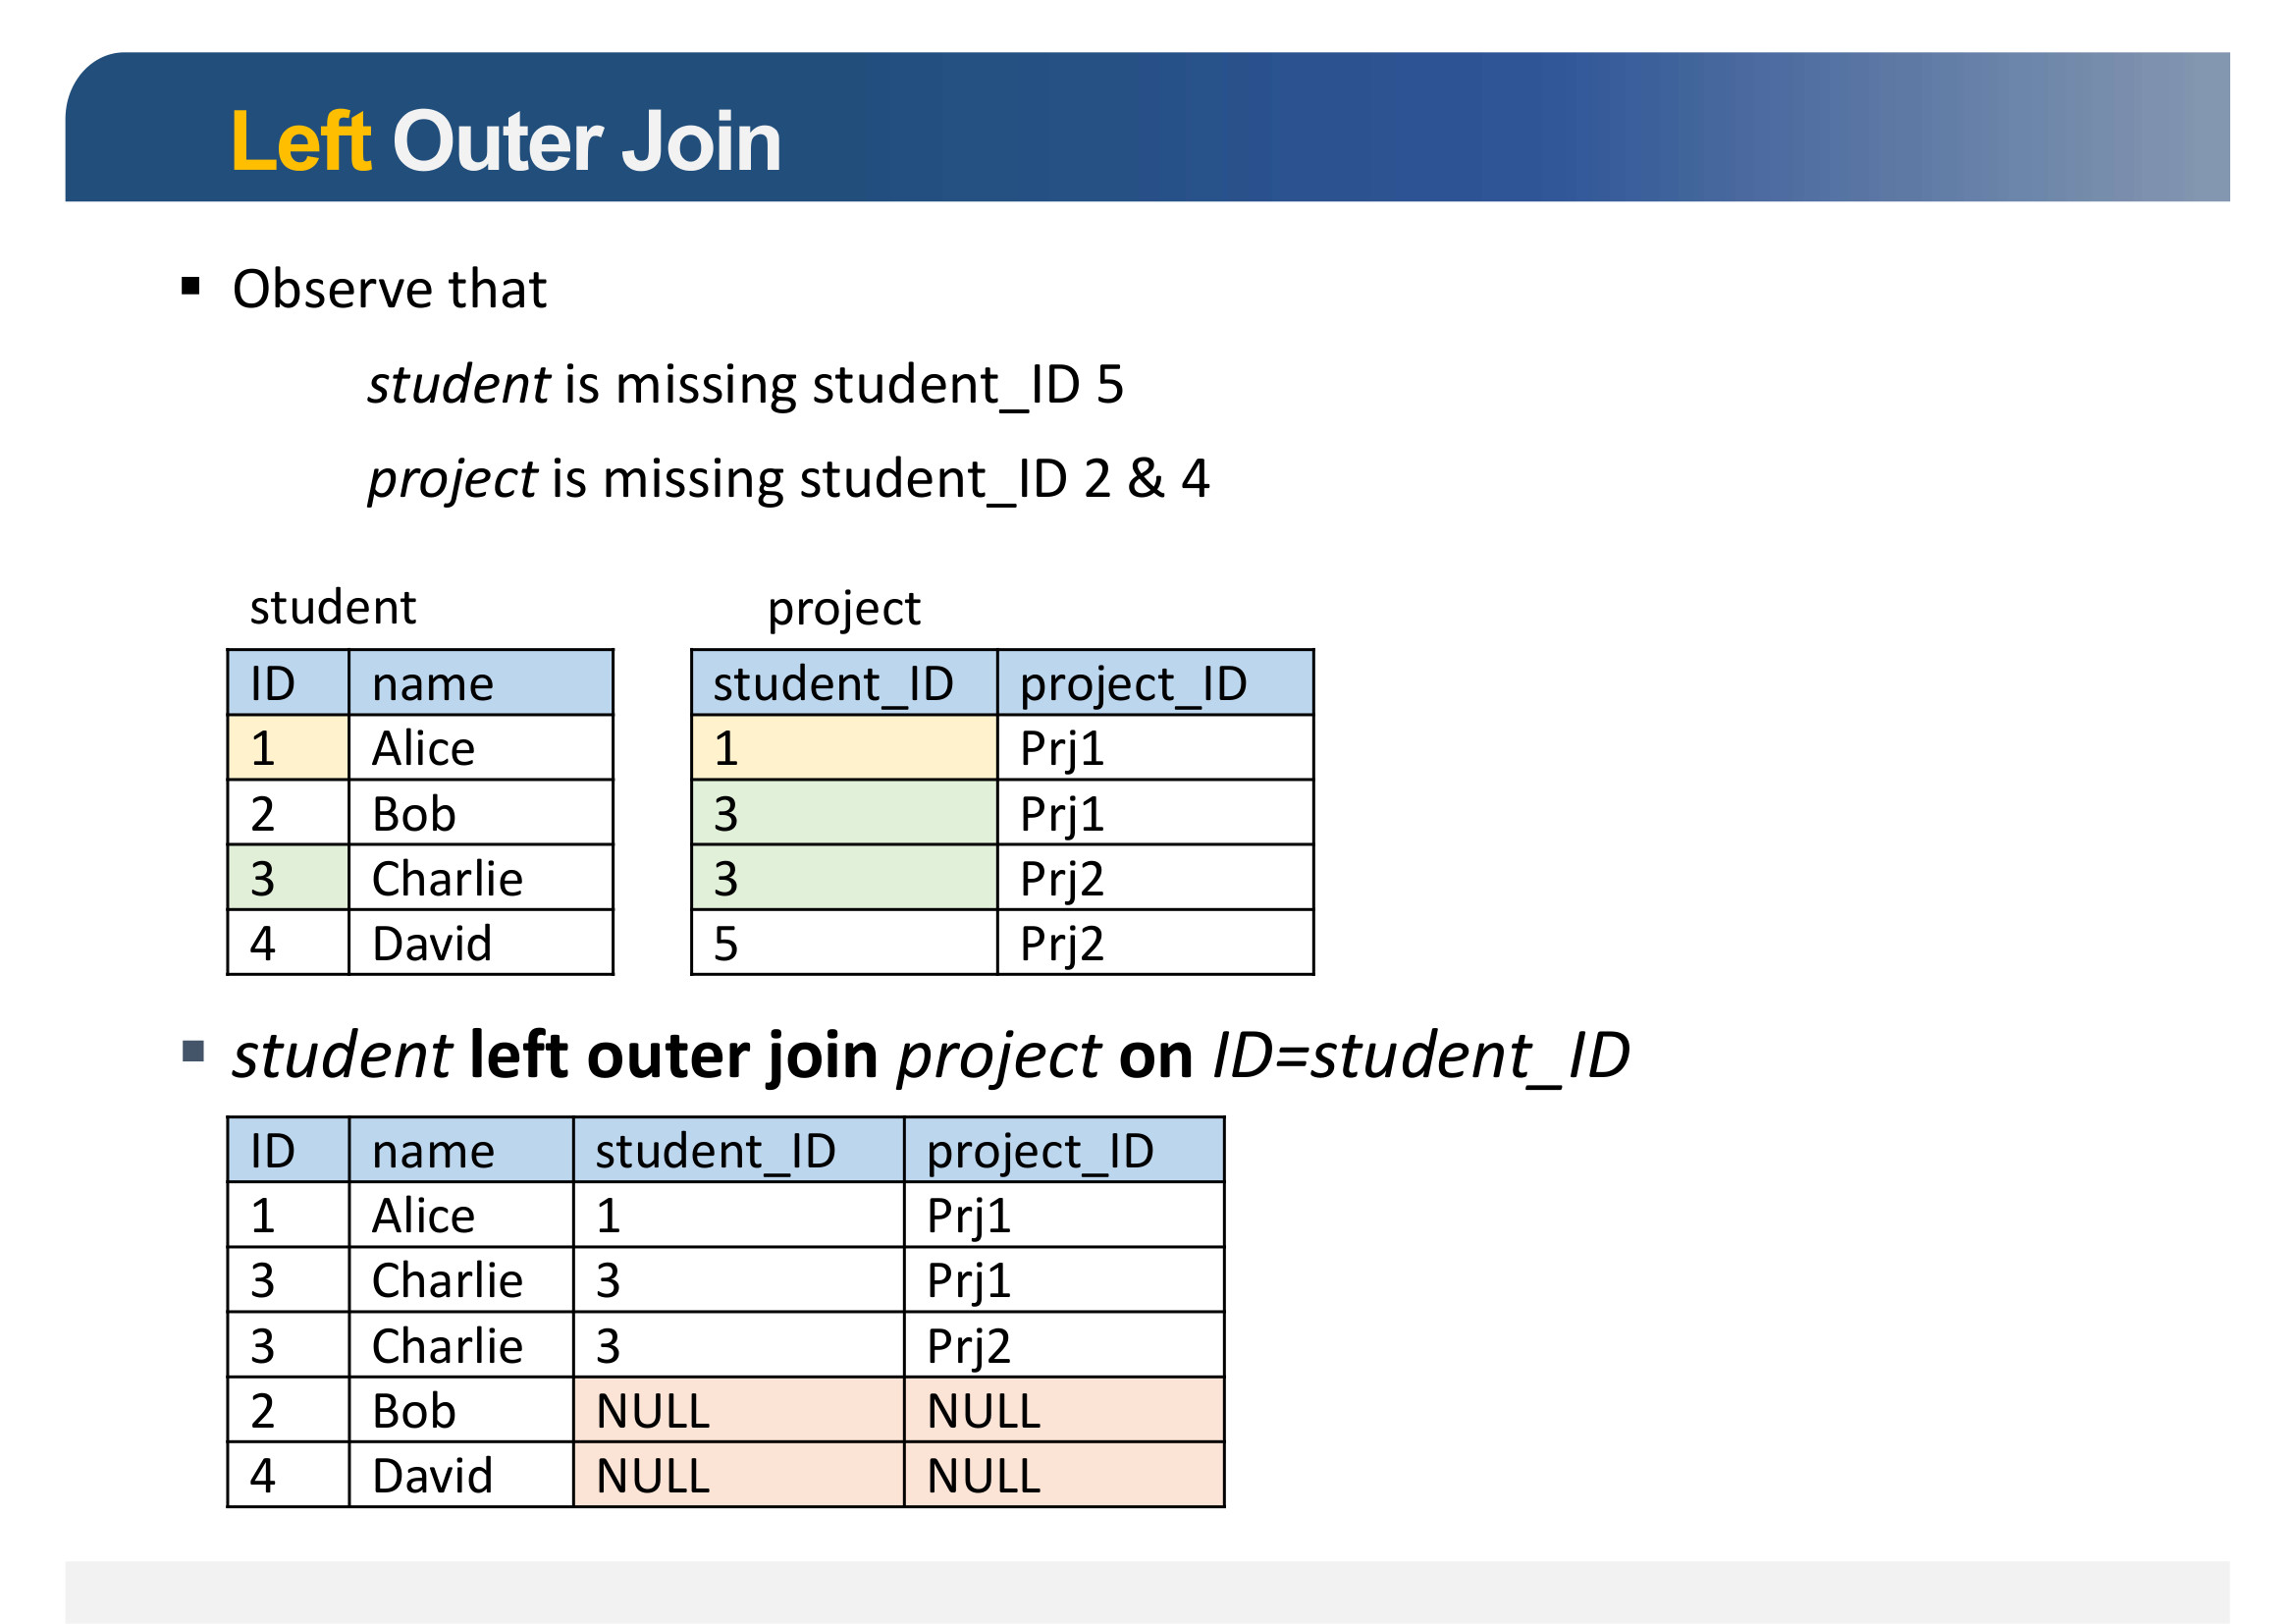 Left Outer Join
▪ Observe that
student is missing student_ID 5
project is missing student_ID 2 & 4
student project
ID name student_ID project_ID
1 Alice 1 Prj1
2 Bob 3 Prj1
3 Charlie 3 Prj2
4 David 5 Prj2
▪ student left outer join project on ID=student_ID
ID name student_ID project_ID
1 Alice 1 Prj1
3 Charlie 3 Prj1
3 Charlie 3 Prj2
2 Bob NULL NULL
4 David NULL NULL